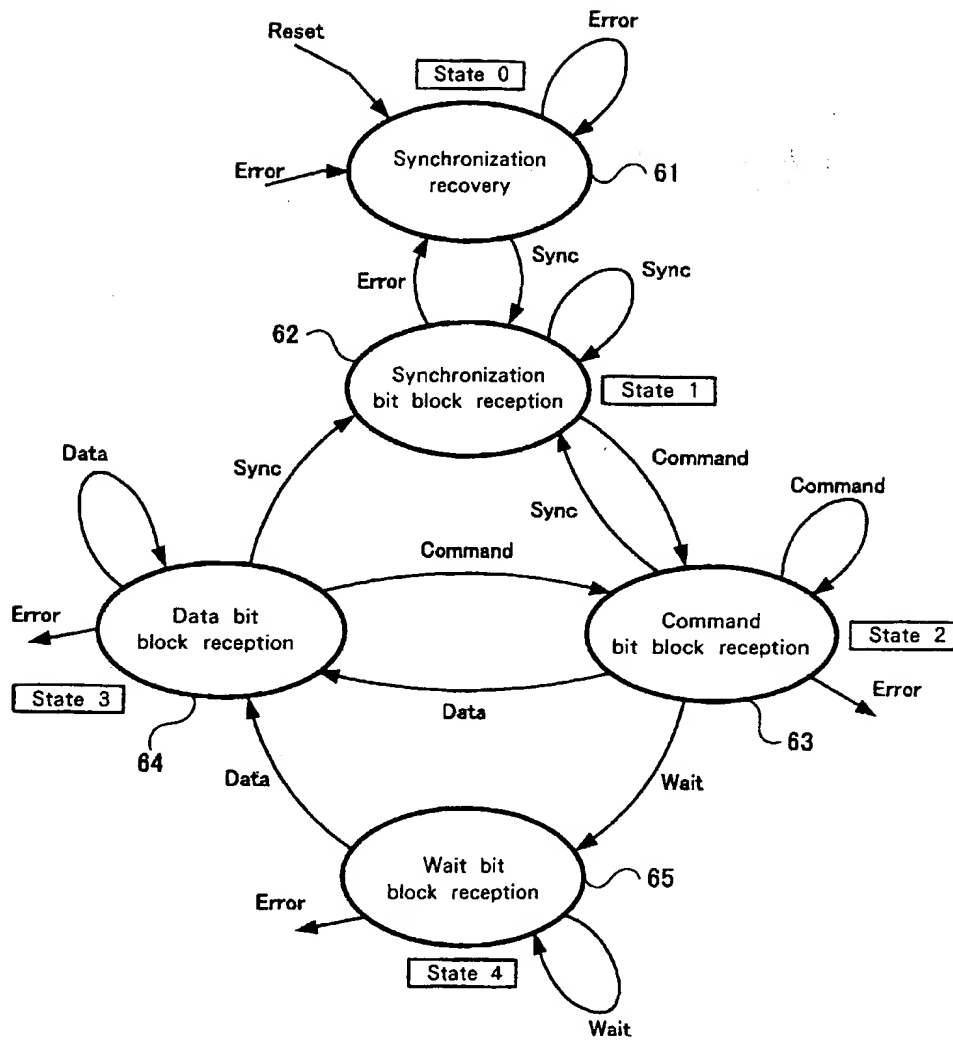 Reset
Error
State 0
Synchronization
recovery
Error
61
Error
Sync
Sync
62
Synchronization
bit block reception
State 1
Data
Sync
Command
Sync
Command
Command
Error
Data bit
block reception
Command
bit block reception
State 2
State 3
Data
Error
64
63
Data
Wait
Wait bit
block reception
65
Error
State 4
Wait